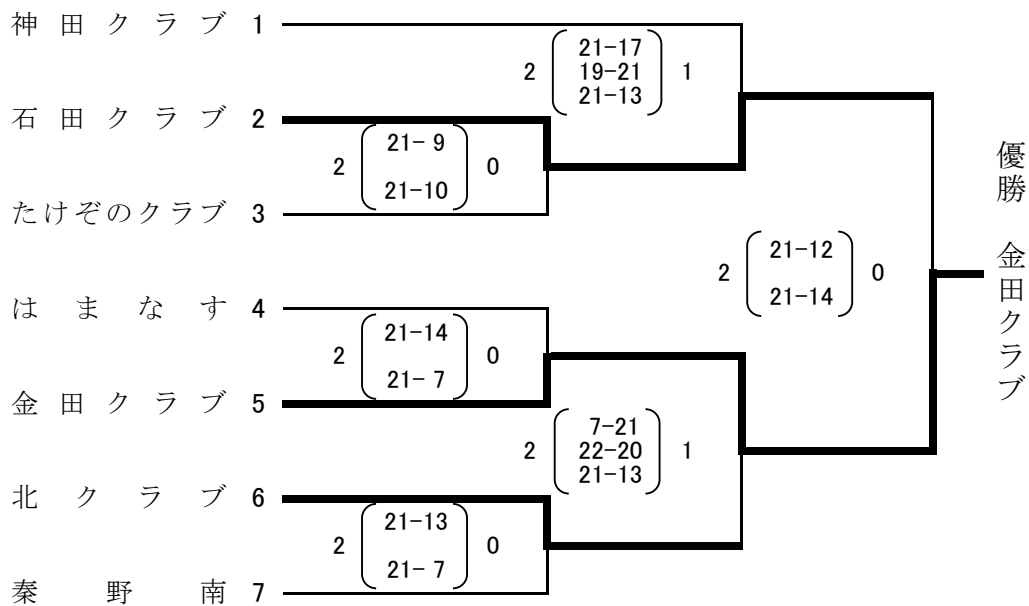 神田クラブ 1
2 21-17 1
19-21
21-13
石田クラブ 2
2 21- 9 0
21-10
たけぞのクラブ 3
2 21-12 0
21-14
はまなす 4
2 21-14 0
21- 7
金田クラブ 5
2 7-21 1
22-20
21-13
北クラブ 6
2 21-13 0
21- 7
秦野南 7
優勝 金田クラブ